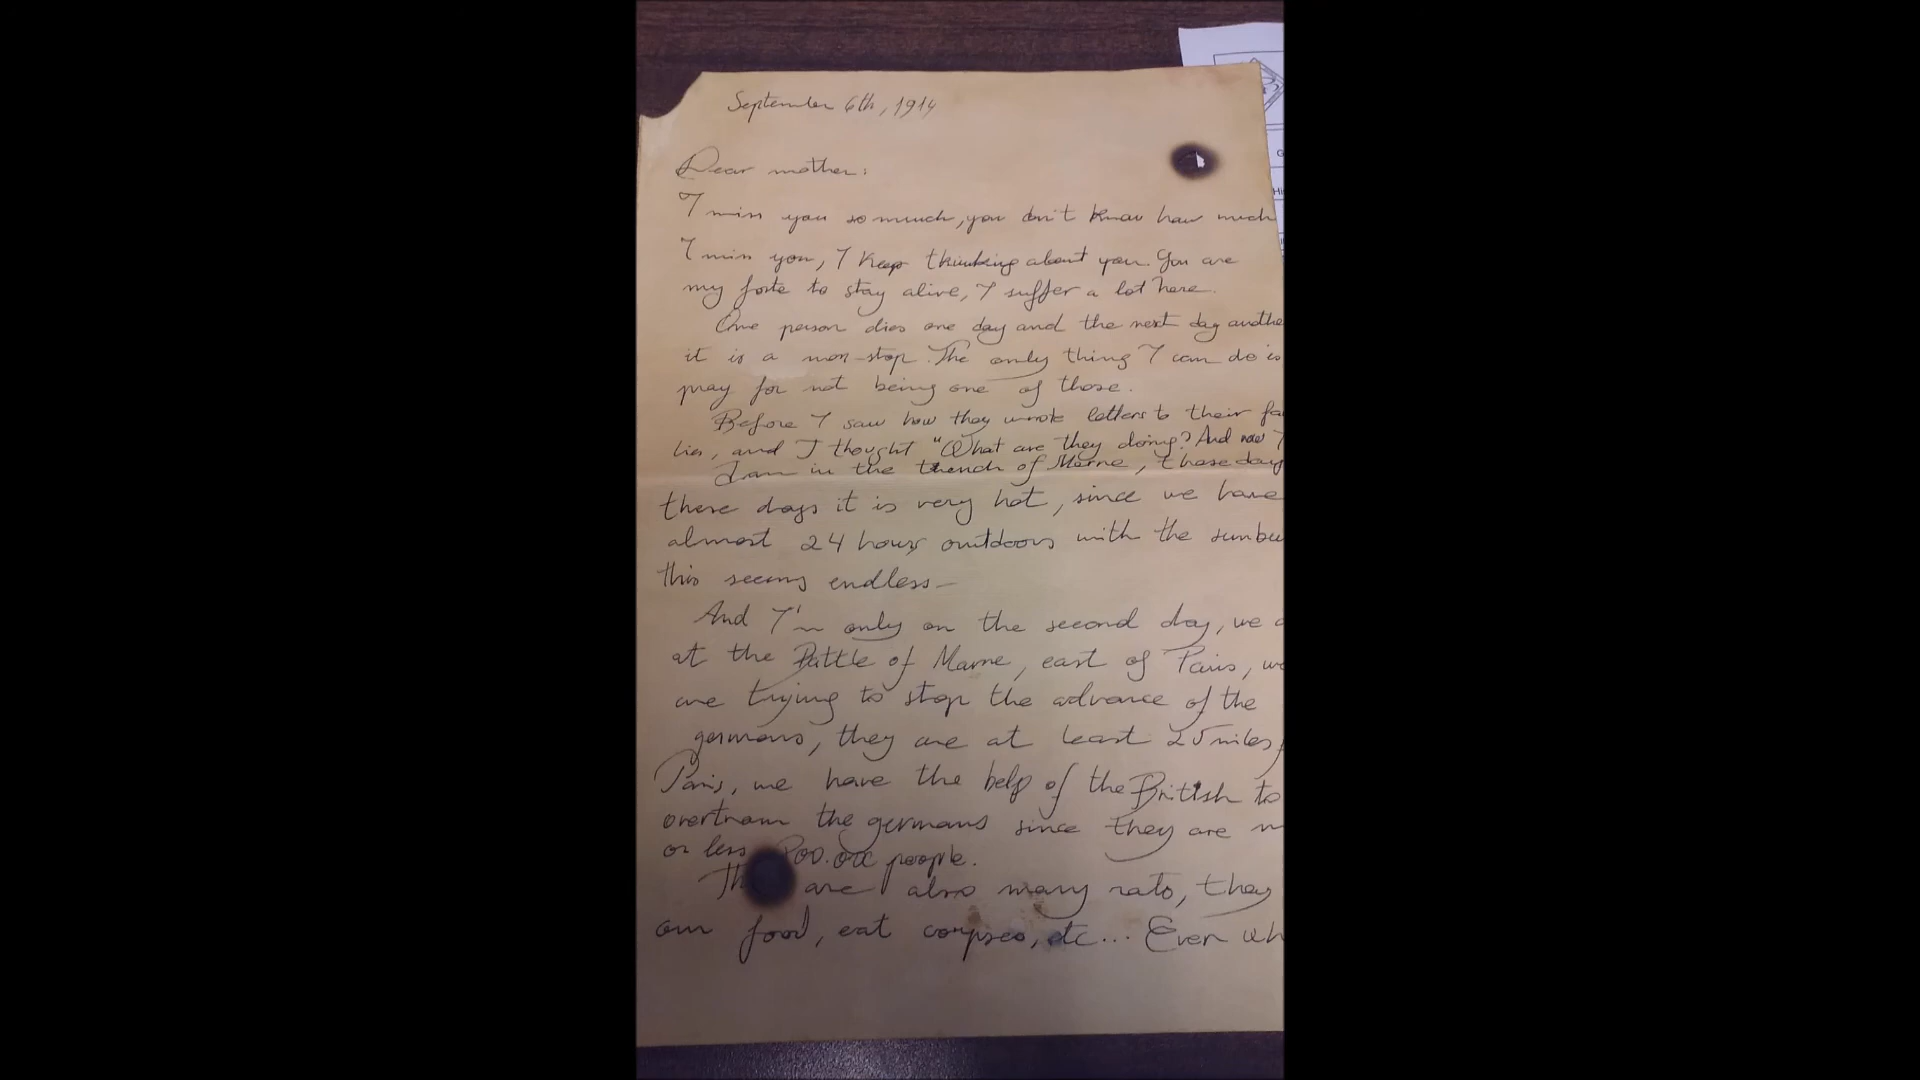 September 6th, 1914
Dear mother:
I miss you so much, you don't know how much
I miss you, I keep thinking about you. You are
my forte to stay alive, I suffer a lot here.
One person dies one day and the next day anothe
it is a non-stop. The only thing I can do is
pray for not being one of those.
Before I saw how they wrote letters to their fa
lies, and I thought "What are they doing? And now I
I am in the trench of Marne, those day
these days it is very hot, since we have
almost 24 hours outdoors with the sunbu
this seems endless-
And I'm only on the second day, we a
at the Battle of Marne, east of Paris, we
are trying to stop the advance of the
germans, they are at least 25 miles f
Paris, we have the help of the British to
the germans since they are m
or less people.
Th are also many rats, they
our food, eat corpses, etc... Even wh
G
Hi